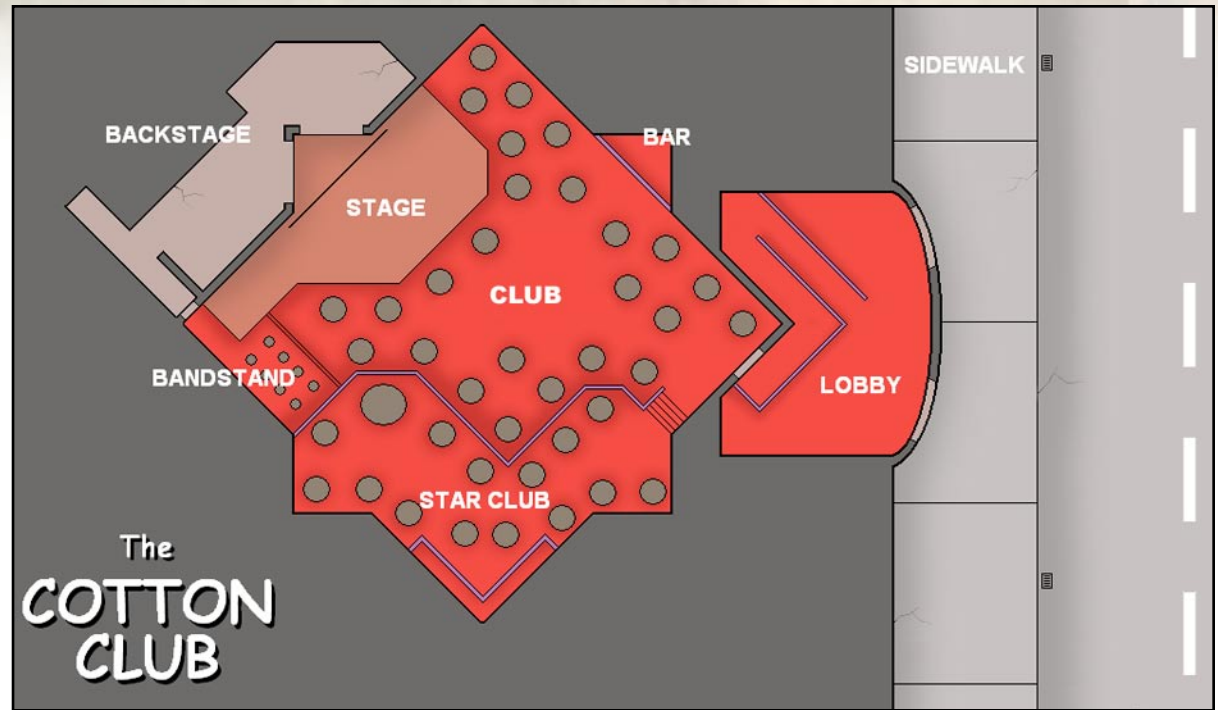 SIDEWALK
BACKSTAGE
BAR
STAGE
CLUB
BANDSTAND
LOBBY
STAR CLUB
The
COTTON
CLUB